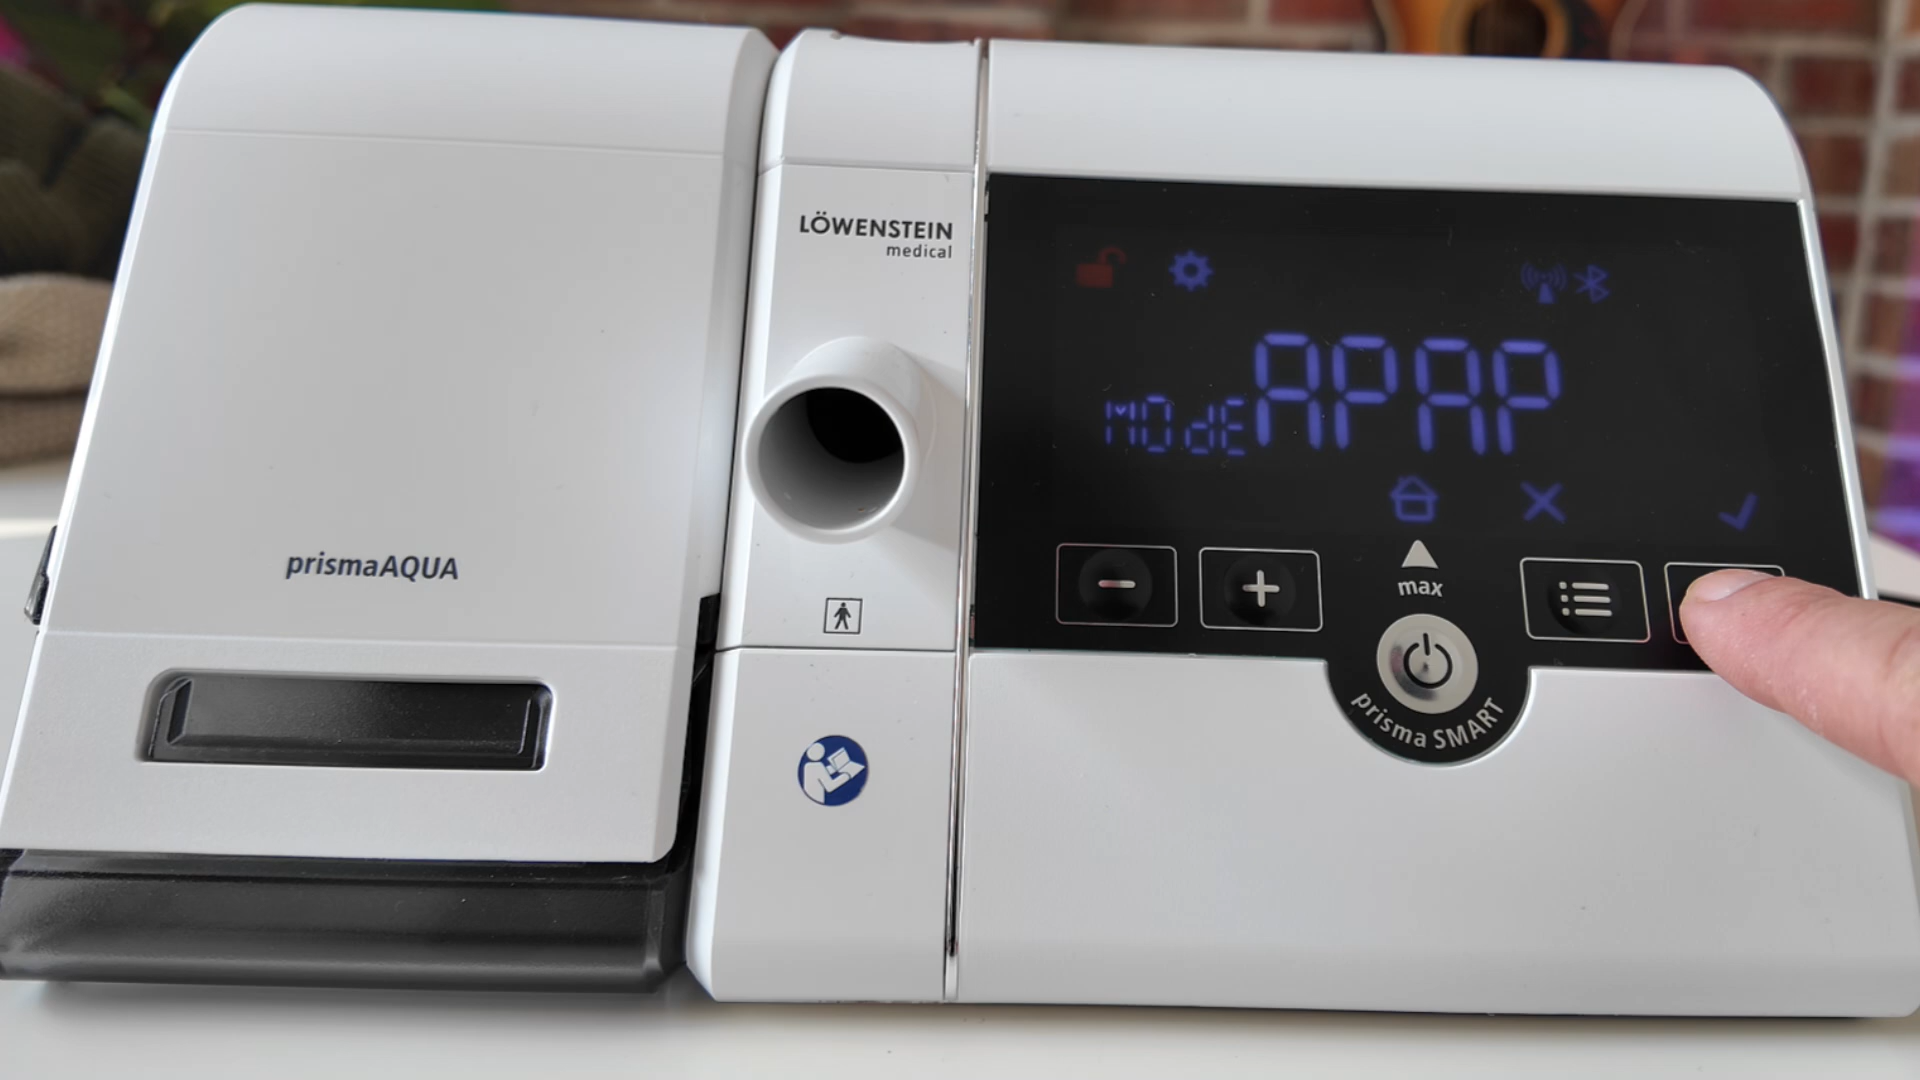 LÖWENSTEIN
medical
MOdE APAP
prismaAQUA
max
prisma SMART